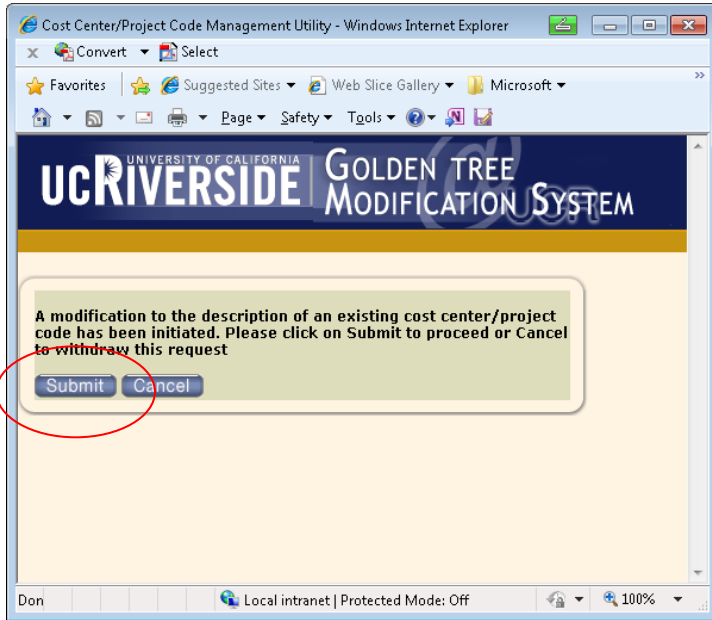 Cost Center/Project Code Management Utility - Windows Internet Explorer
x Convert Select
Favorites Suggested Sites Web Slice Gallery Microsoft »
Page Safety Tools
UNIVERSITY OF CALIFORNIA
UCRIVERSIDE GOLDEN TREE
MODIFICATION SYSTEM
@UCR
A modification to the description of an existing cost center/project
code has been initiated. Please click on Submit to proceed or Cancel
to withdraw this request
Submit Cancel
Don Local intranet | Protected Mode: Off 100%